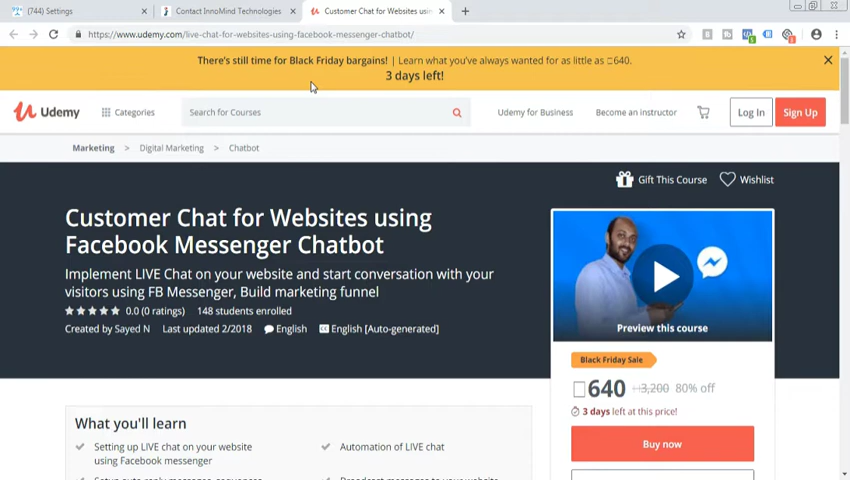 (744) Settings
Contact InnoMind Technologies
Customer Chat for Websites usin
https://www.udemy.com/live-chat-for-websites-using-facebook-messenger-chatbot/
There's still time for Black Friday bargains! | Learn what you've always wanted for as little as □640.
3 days left!
Udemy
Categories
Search for Courses
Udemy for Business
Become an instructor
Log In
Sign Up
Marketing > Digital Marketing > Chatbot
Gift This Course
Wishlist
Customer Chat for Websites using
Facebook Messenger Chatbot
Implement LIVE Chat on your website and start conversation with your
visitors using FB Messenger, Build marketing funnel
0.0 (0 ratings) 148 students enrolled
Created by Sayed N Last updated 2/2018 English CC English [Auto-generated]
Preview this course
Black Friday Sale
□640 □3,200 80% off
3 days left at this price!
Buy now
What you'll learn
Setting up LIVE chat on your website
using Facebook messenger
Automation of LIVE chat